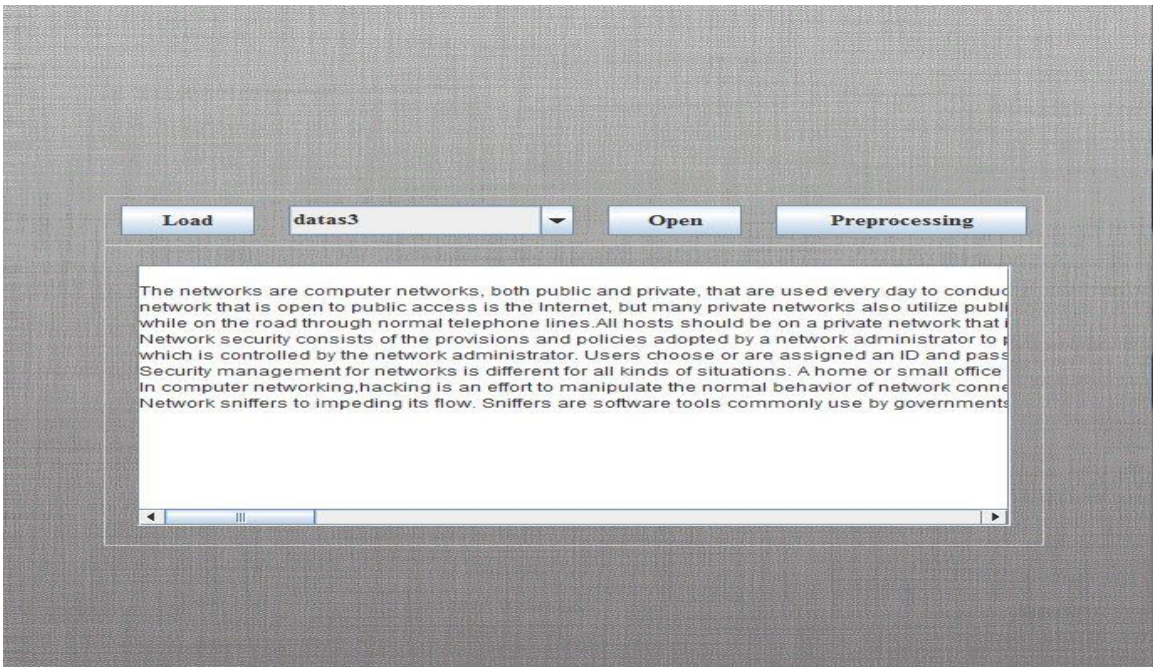 Load datas3 Open Preprocessing
The networks are computer networks, both public and private, that are used every day to conduc
network that is open to public access is the Internet, but many private networks also utilize publi
while on the road through normal telephone lines.All hosts should be on a private network that i
Network security consists of the provisions and policies adopted by a network administrator to p
which is controlled by the network administrator. Users choose or are assigned an ID and pass
Security management for networks is different for all kinds of situations. A home or small office
In computer networking,hacking is an effort to manipulate the normal behavior of network conne
Network sniffers to impeding its flow. Sniffers are software tools commonly use by governments